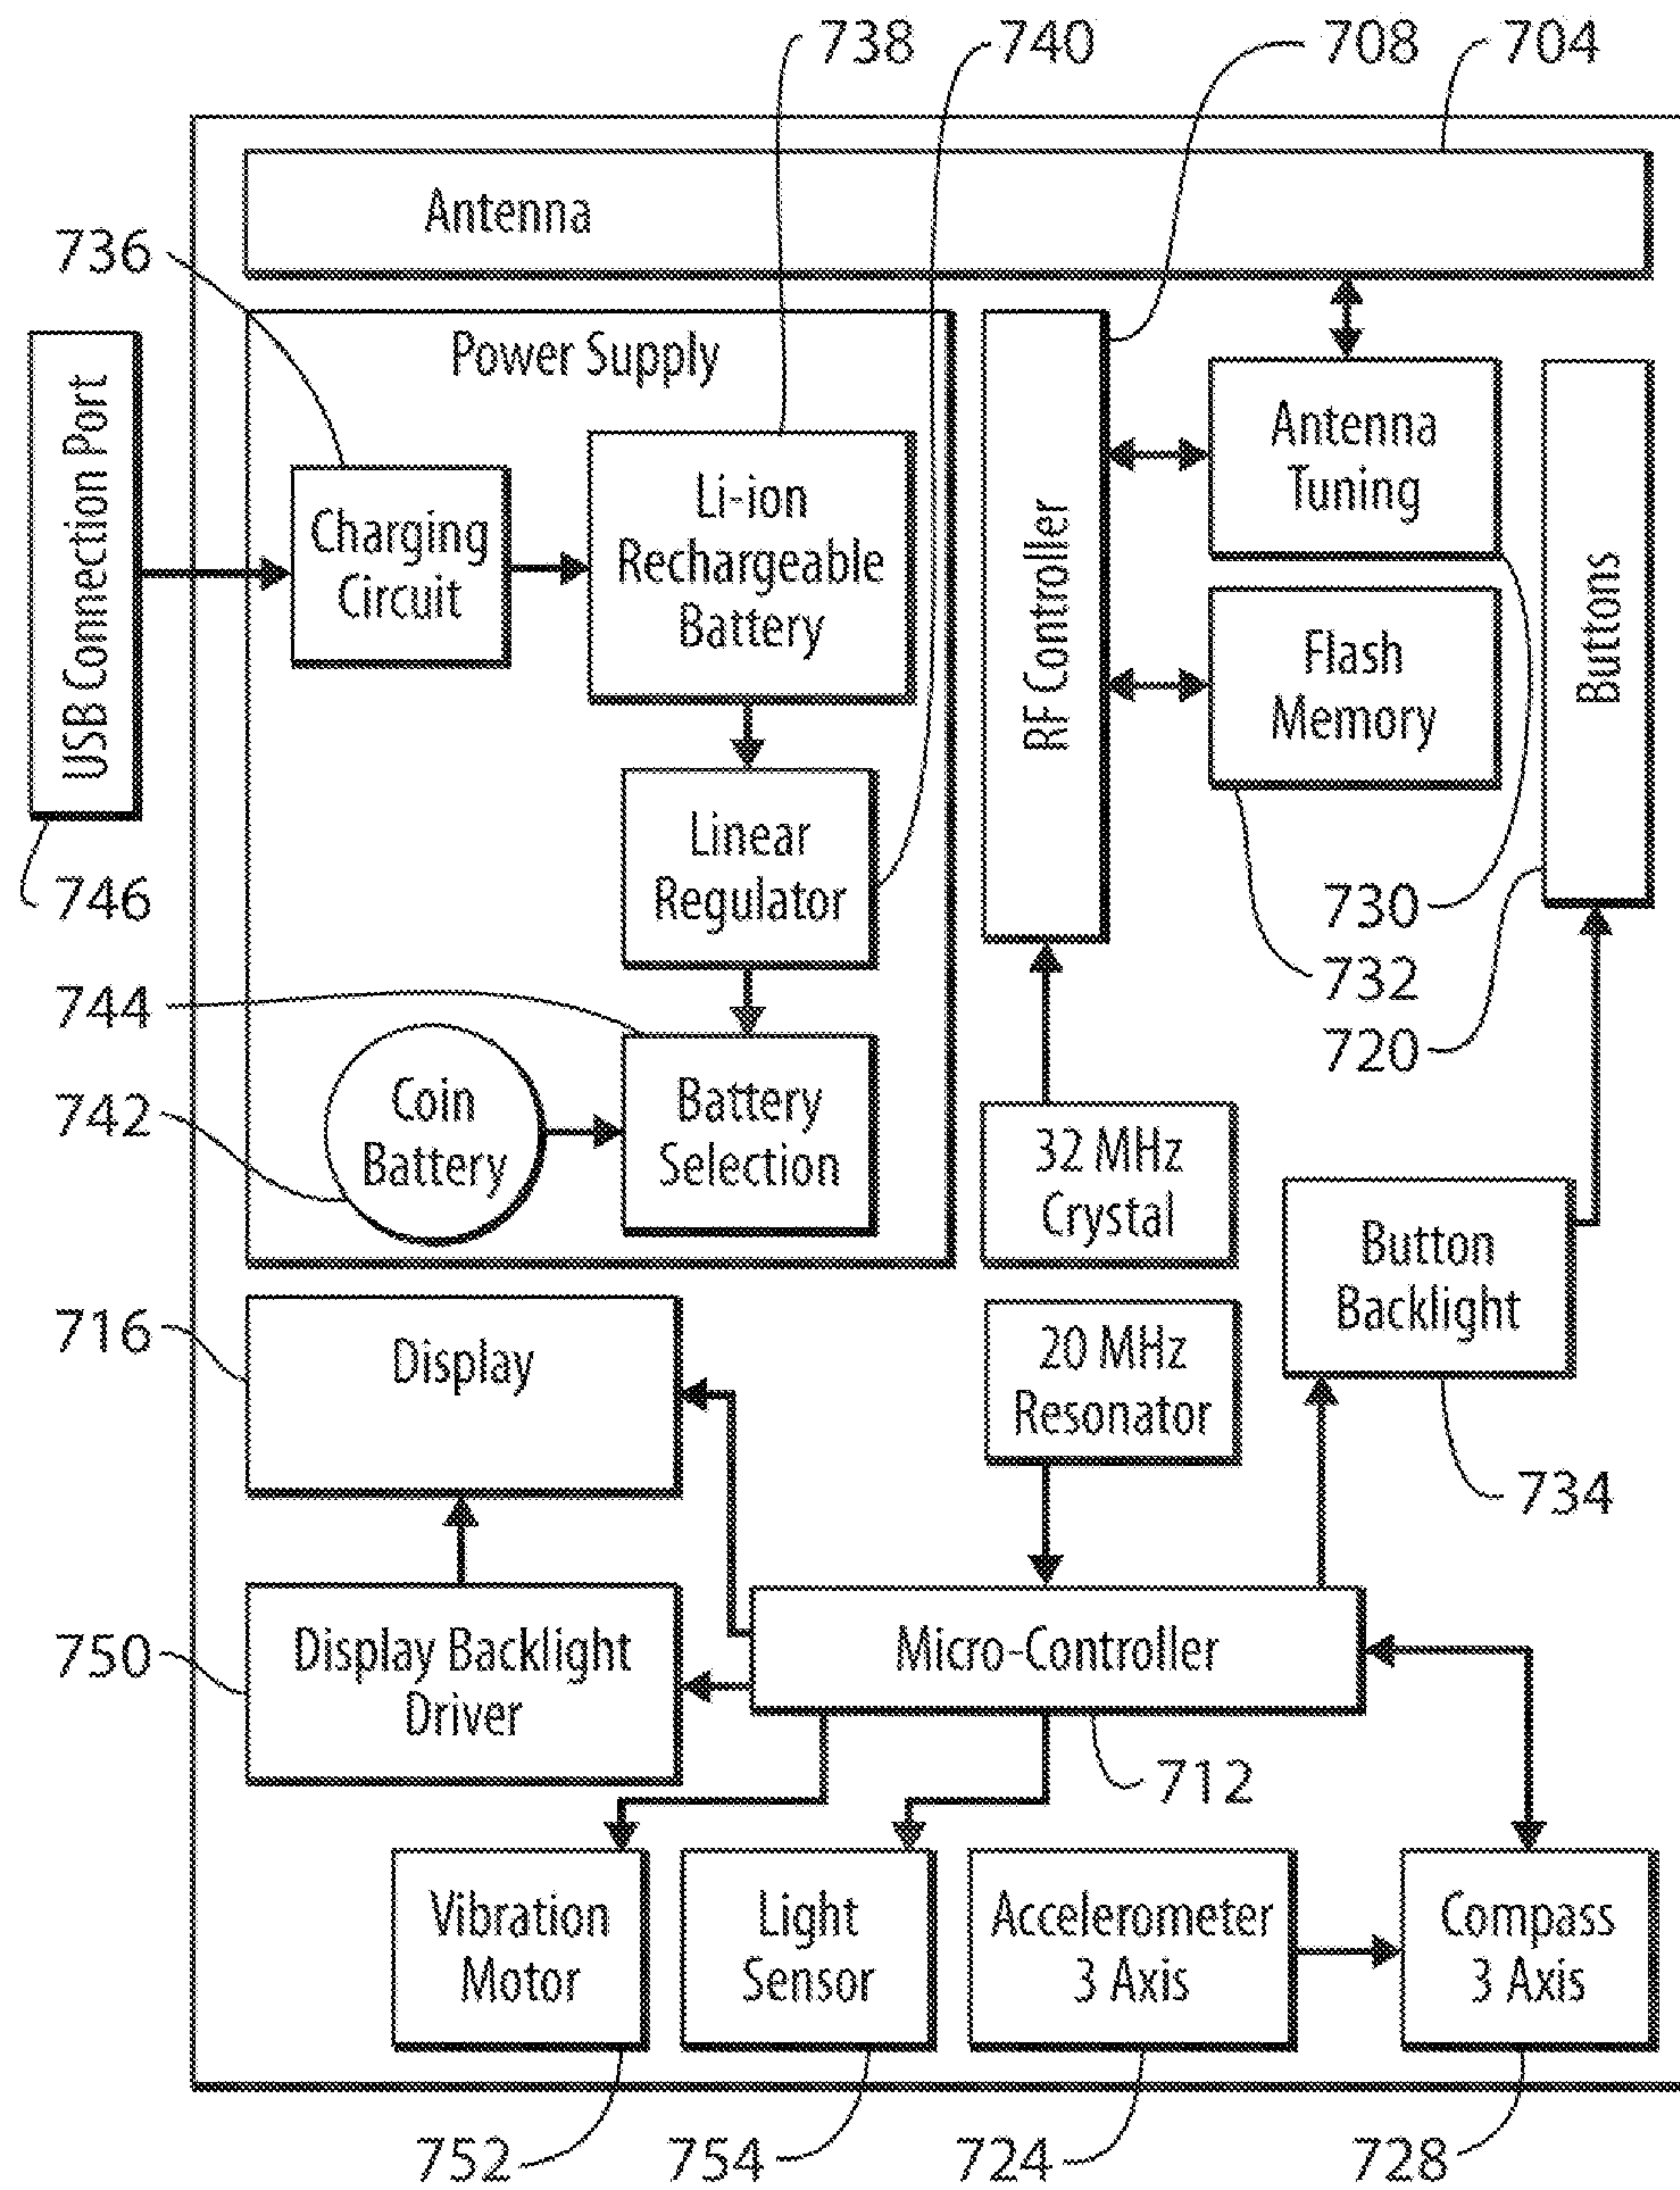 738
740
708
704
Antenna
736
Power Supply
USB Connection Port
Charging
Circuit
Li-ion
Rechargeable
Battery
RF Controller
Antenna
Tuning
Flash
Memory
Buttons
746
Linear
Regulator
730
732
720
744
742
Coin
Battery
Battery
Selection
32 MHz
Crystal
Button
Backlight
716
Display
20 MHz
Resonator
734
750
Display Backlight
Driver
Micro-Controller
712
Vibration
Motor
Light
Sensor
Accelerometer
3 Axis
Compass
3 Axis
752
754
724
728